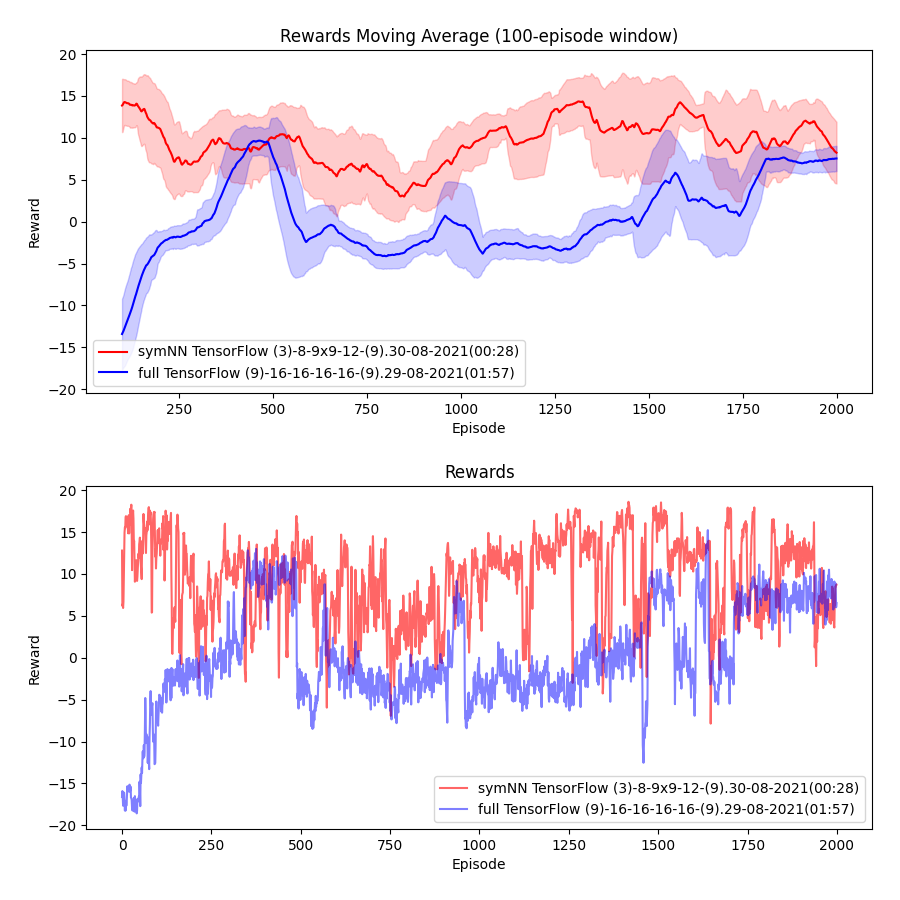 Rewards Moving Average (100-episode window)
20
15
10
5
0
−5
−10
−15
−20
Reward
symNN TensorFlow (3)-8-9x9-12-(9).30-08-2021(00:28)
full TensorFlow (9)-16-16-16-16-(9).29-08-2021(01:57)
250 500 750 1000 1250 1500 1750 2000
Episode
Rewards
20
15
10
5
0
−5
−10
−15
−20
Reward
symNN TensorFlow (3)-8-9x9-12-(9).30-08-2021(00:28)
full TensorFlow (9)-16-16-16-16-(9).29-08-2021(01:57)
0 250 500 750 1000 1250 1500 1750 2000
Episode